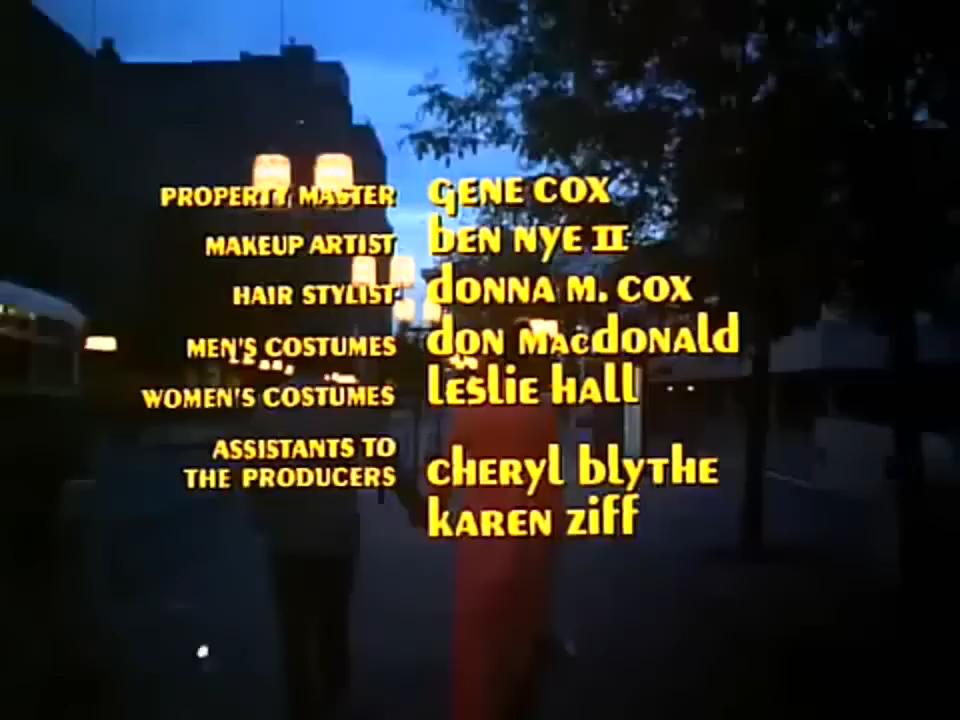 PROPERTY MASTER GENE COX
MAKEUP ARTIST BEN NYE II
HAIR STYLIST DONNA M. COX
MEN'S COSTUMES DON MACDONALD
WOMEN'S COSTUMES LESLIE HALL
ASSISTANTS TO
THE PRODUCERS CHERYL BLYTHE
KAREN ZIFF